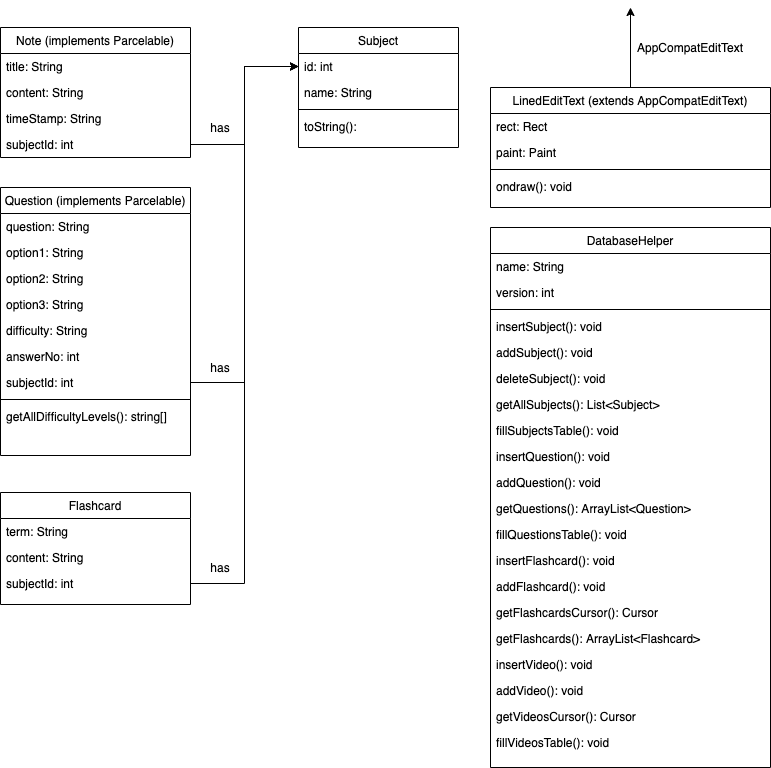 Note (implements Parcelable)
title: String
content: String
timeStamp: String
subjectId: int
has
Subject
id: int
name: String
toString():
AppCompatEditText
LinedEditText (extends AppCompatEditText)
rect: Rect
paint: Paint
ondraw(): void
Question (implements Parcelable)
question: String
option1: String
option2: String
option3: String
difficulty: String
answerNo: int
subjectId: int
getAllDifficultyLevels(): string[]
has
Flashcard
term: String
content: String
subjectId: int
has
DatabaseHelper
name: String
version: int
insertSubject(): void
addSubject(): void
deleteSubject(): void
getAllSubjects(): List<Subject>
fillSubjectsTable(): void
insertQuestion(): void
addQuestion(): void
getQuestions(): ArrayList<Question>
fillQuestionsTable(): void
insertFlashcard(): void
addFlashcard(): void
getFlashcardsCursor(): Cursor
getFlashcards(): ArrayList<Flashcard>
insertVideo(): void
addVideo(): void
getVideosCursor(): Cursor
fillVideosTable(): void